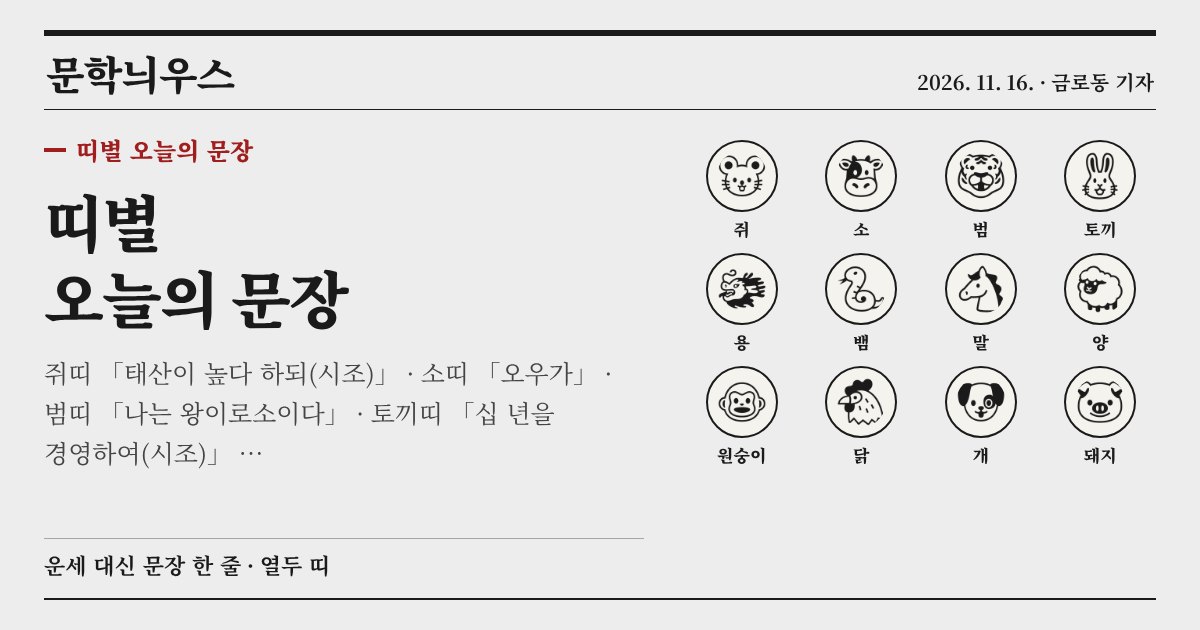 문학늬우스
2026. 11. 16. · 금로동 기자
띠별 오늘의 문장
띠별
오늘의 문장
쥐띠 「태산이 높다 하되(시조)」 · 소띠 「오우가」 ·
범띠 「나는 왕이로소이다」 · 토끼띠 「십 년을
경영하여(시조)」 …
쥐 소 범 토끼
용 뱀 말 양
원숭이 닭 개 돼지
운세 대신 문장 한 줄 · 열두 띠